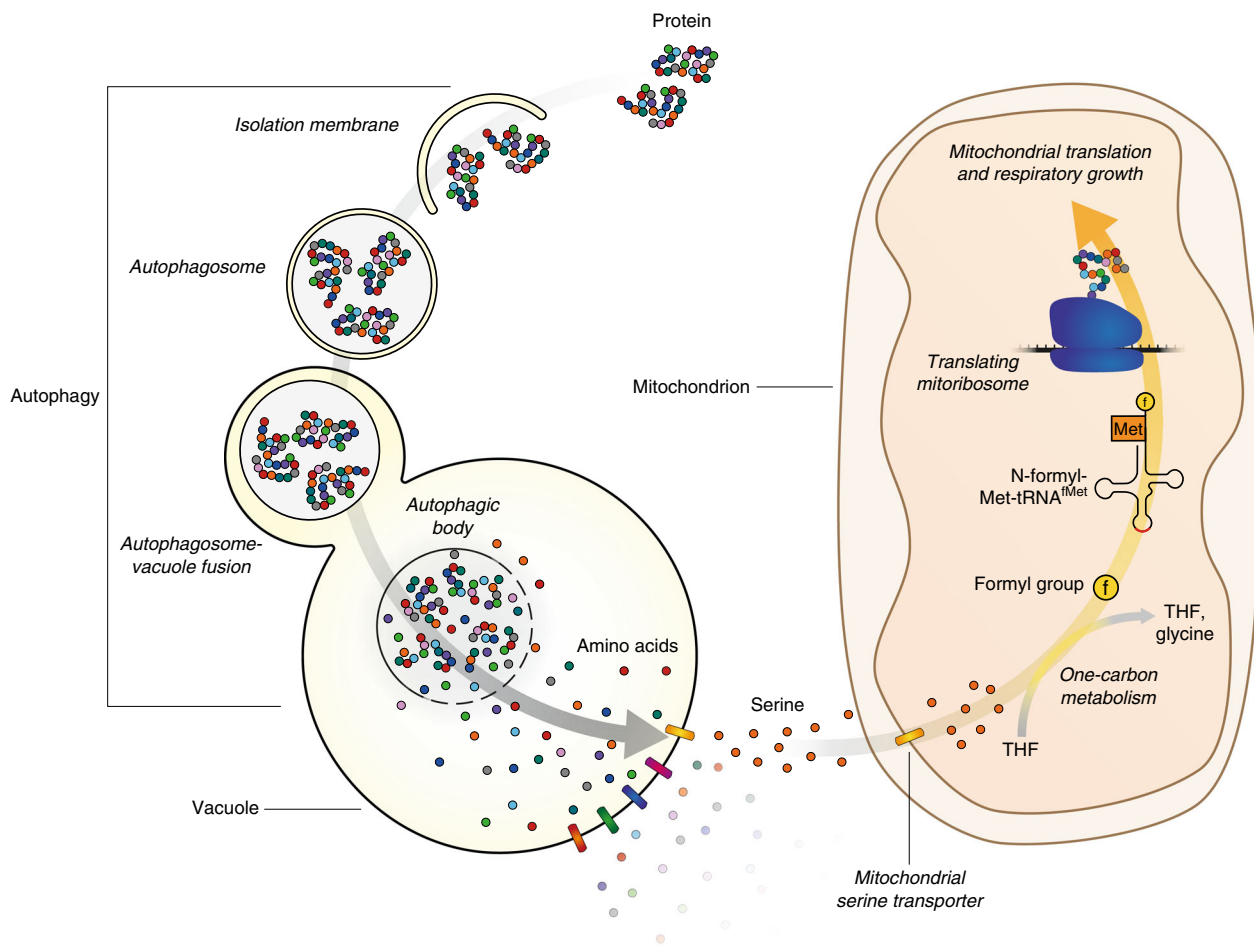 Protein
Isolation membrane
Autophagosome
Autophagy
Autophagosome-
vacuole fusion
Autophagic
body
Amino acids
Vacuole
Serine
Mitochondrion
Mitochondrial translation
and respiratory growth
Translating
mitoribosome
f
Met
N-formyl-
Met-tRNAfMet
Formyl group
f
THF,
glycine
One-carbon
metabolism
THF
Mitochondrial
serine transporter